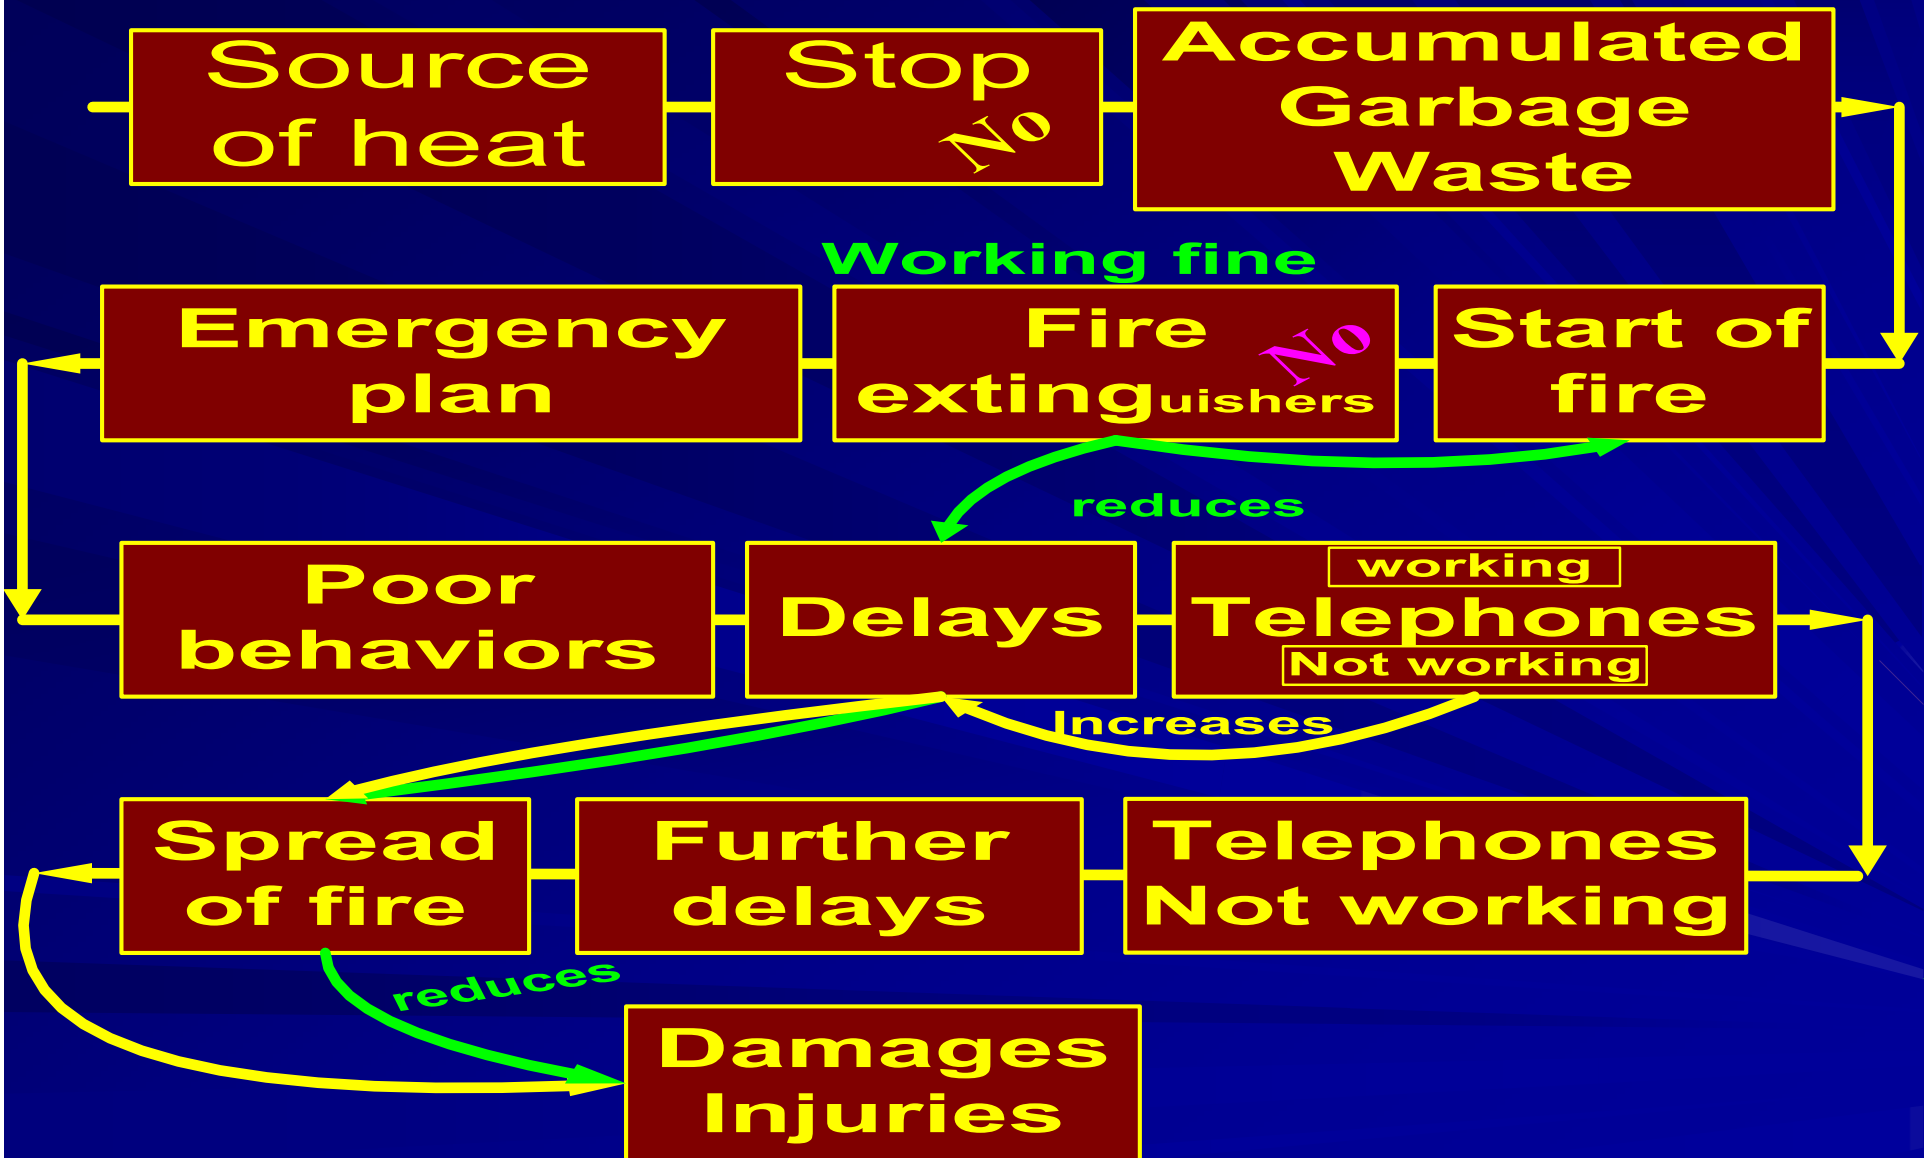 Source
of heat
Stop
No
Accumulated
Garbage
Waste
Working fine
Emergency
plan
Fire
No
extinguishers
Start of
fire
reduces
Poor
behaviors
Delays
working
Telephones
Not working
Increases
Spread
of fire
Further
delays
Telephones
Not working
reduces
Damages
Injuries